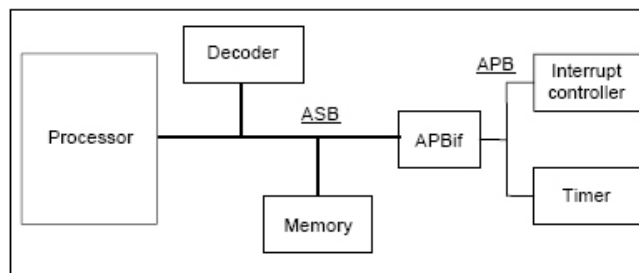 Decoder
APB
Interrupt
controller
ASB
Processor
APBif
Memory
Timer